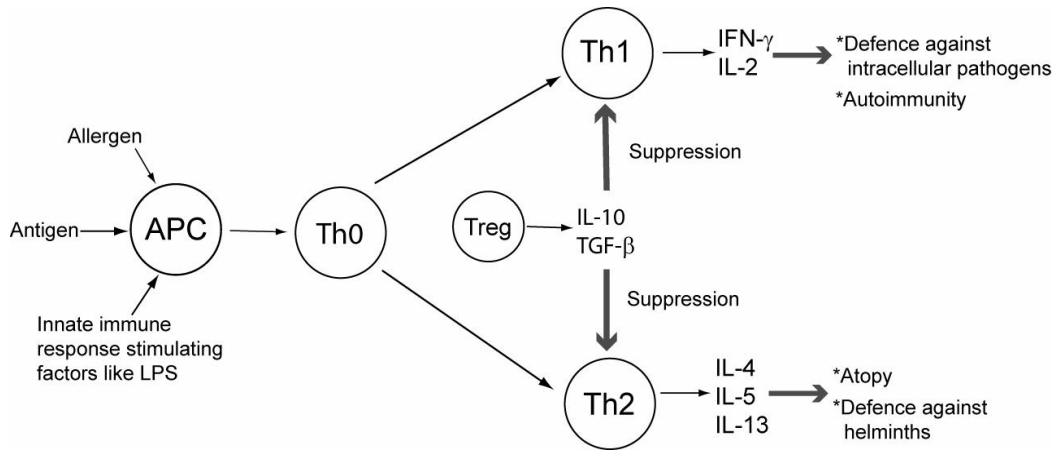 Allergen
Antigen
APC
Innate immune
response stimulating
factors like LPS
Th0
Th1
IFN-γ
IL-2
*Defence against
intracellular pathogens
*Autoimmunity
Suppression
Treg
IL-10
TGF-β
Suppression
Th2
IL-4
IL-5
IL-13
*Atopy
*Defence against
helminths